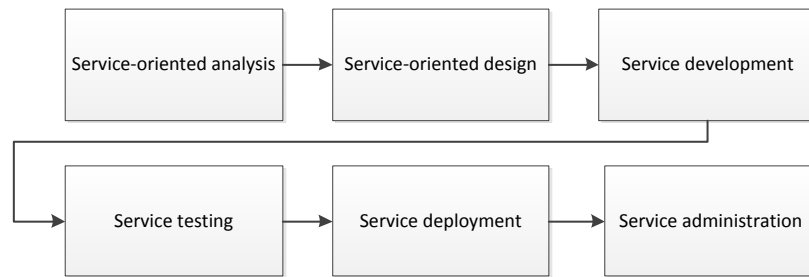 Service-oriented analysis
Service-oriented design
Service development
Service testing
Service deployment
Service administration